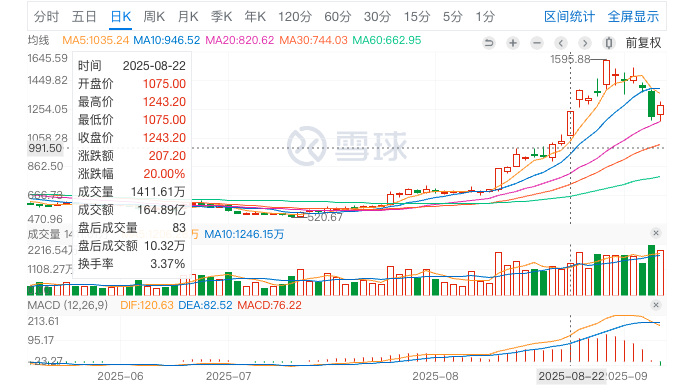 分时 五日 日K 周K 月K 季K 年K 120分 60分 30分 15分 5分 1分 区间统计 全屏显示
均线 MA5:1035.24 MA10:946.52 MA20:820.62 MA30:744.03 MA60:662.95 前复权
1645.59
1449.82
1254.05
1058.28
991.50
862.50
470.96
时间 2025-08-22
开盘价 1075.00
最高价 1243.20
最低价 1075.00
收盘价 1243.20
涨跌额 207.20
涨跌幅 20.00%
成交量 1411.61万
成交额 164.89亿
盘后成交量 83
盘后成交额 10.32万
换手率 3.37%
1595.88
雪球
520.67
成交量 万 MA10:1246.15万
2216.54万
1108.27万
MACD (12,26,9) DIF:120.63 DEA:82.52 MACD:76.22
213.61
95.17
-23.27
2025-06 2025-07 2025-08 2025-08-22 2025-09